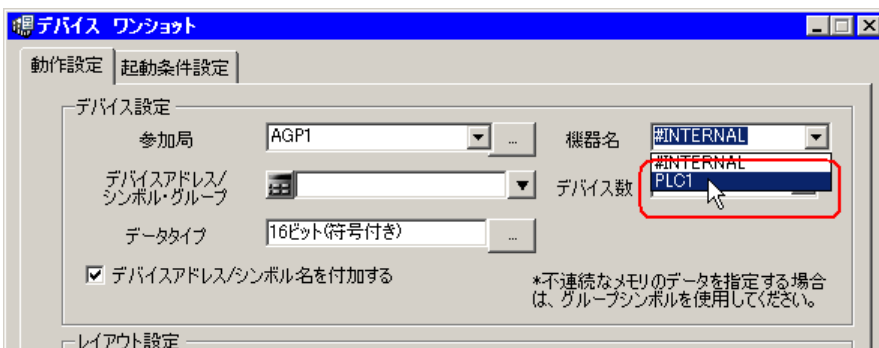 デバイス ワンショット
動作設定 起動条件設定
デバイス設定
参加局 AGP1 ... 機器名 #INTERNAL
#INTERNAL
PLC1
デバイスアドレス/
シンボル・グループ
デバイス数
データタイプ 16ビット(符号付き) ...
デバイスアドレス/シンボル名を付加する
*不連続なメモリのデータを指定する場合
は、グループシンボルを使用してください。
レイアウト設定